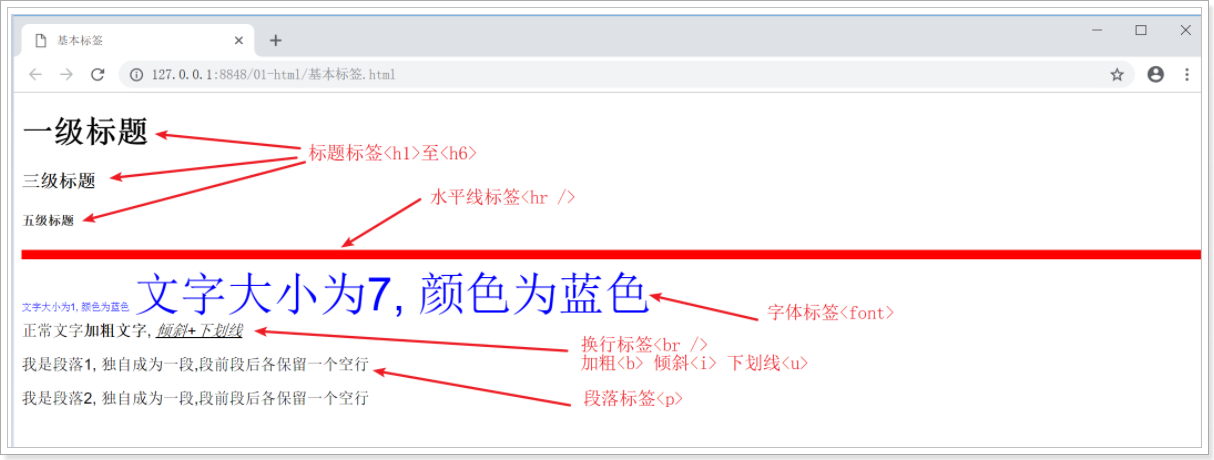 基本标签
127.0.0.1:8848/01-html/基本标签.html
一级标题
标题标签<h1>至<h6>
三级标题
水平线标签<hr />
五级标题
文字大小为1, 颜色为蓝色 文字大小为7, 颜色为蓝色
字体标签<font>
正常文字加粗文字, 倾斜+下划线
换行标签<br />
加粗<b> 倾斜<i> 下划线<u>
我是段落1, 独自成为一段,段前段后各保留一个空行
我是段落2, 独自成为一段,段前段后各保留一个空行
段落标签<p>